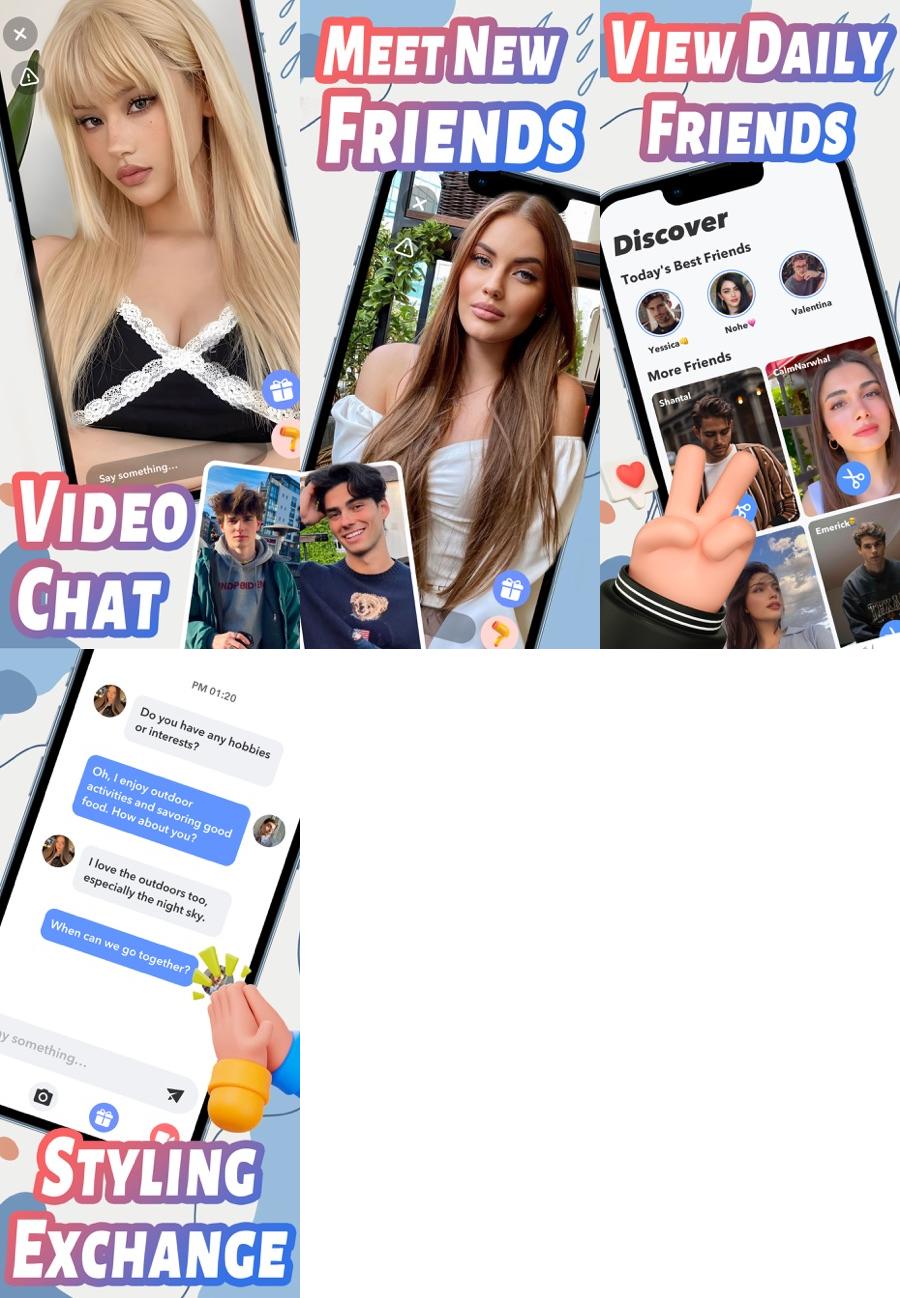 Say something...
VIDEO
CHAT
MEET NEW
FRIENDS
VIEW DAILY
FRIENDS
Discover
Today's Best Friends
Yessica👊
Nohe💗
Valentina
More Friends
Shantal
CalmNarwhal
Emerick
PM 01:20
Do you have any hobbies
or interests?
Oh, I enjoy outdoor
activities and savoring good
food. How about you?
I love the outdoors too,
especially the night sky.
When can we go together?
something...
STYLING
EXCHANGE